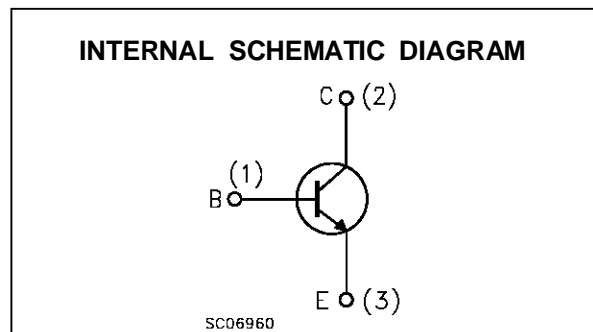 INTERNAL SCHEMATIC DIAGRAM
C (2)
(1)
B
E (3)
SC06960